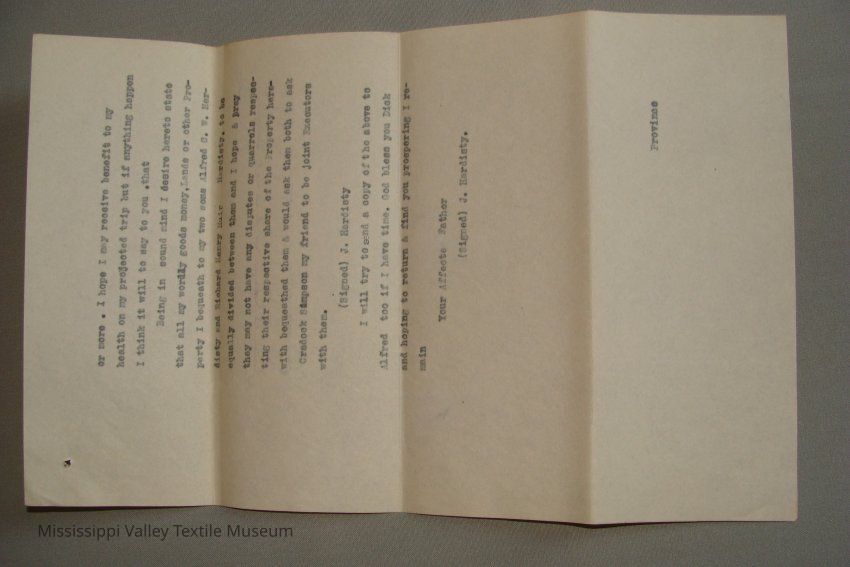 or more . I hope I may receive benefit to my
health on my projected trip but if anything happen
I think it will to say to you ,that
Being in sound mind I desire hereto state
that all my wordly goods money,Lands or other Pro-
perty I bequeath to my two sons Alfred C. W. Har-
disty and Richard Henry Muir Hardisty. to be
equally divided between them and I hope & pray
they may not have any disputes or quarrels respec-
ting their respective share of the Property here-
with bequeathed them & would ask them both to ask
Cradock Simpson my friend to be joint Executors
with them.
(Signed) J. Hardisty
I will try to send a copy of the above to
Alfred too if I have time. God bless you Dick
and hoping to return & find you prospering I re-
main
Your Affecte Father
(Signed) J. Hardisty.
Province
Mississippi Valley Textile Museum